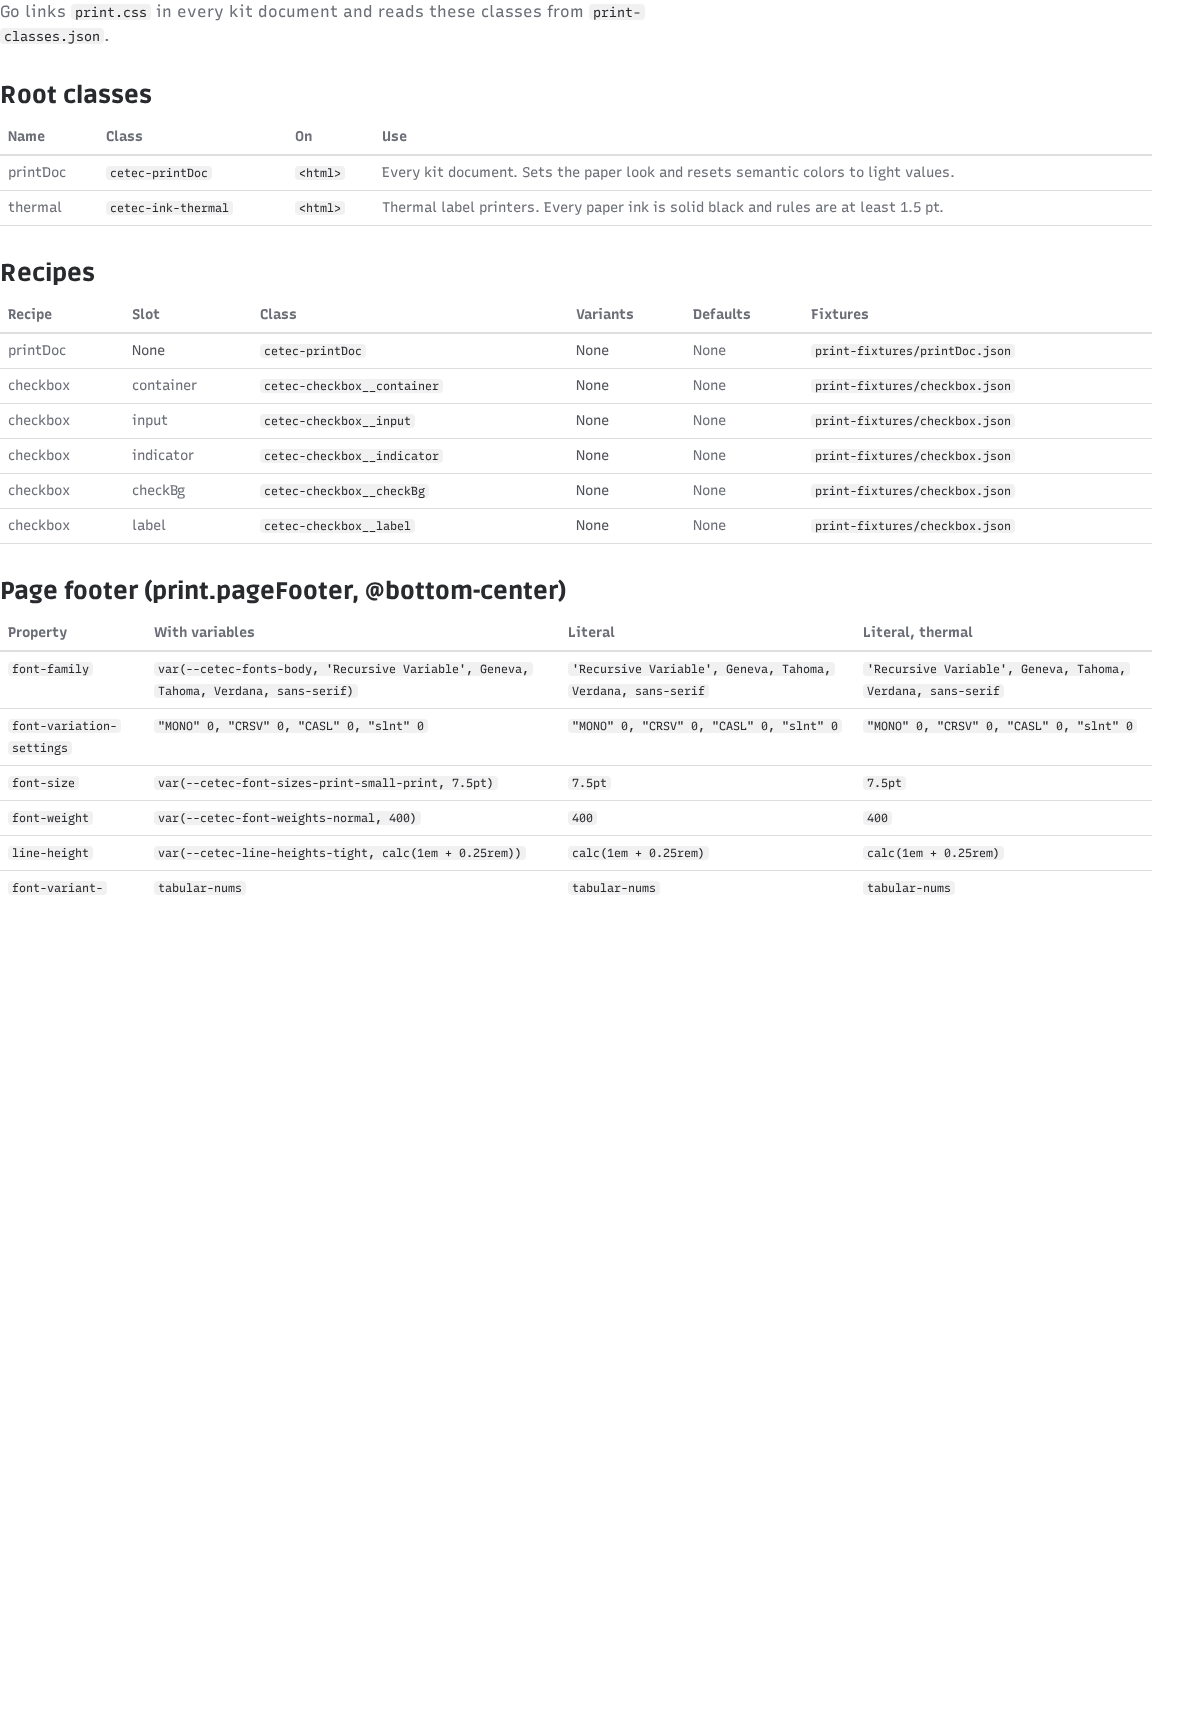 Go links print.css in every kit document and reads these classes from print-
classes.json.
Root classes
Name Class On Use
printDoc cetec-printDoc <html> Every kit document. Sets the paper look and resets semantic colors to light values.
thermal cetec-ink-thermal <html> Thermal label printers. Every paper ink is solid black and rules are at least 1.5 pt.
Recipes
Recipe Slot Class Variants Defaults Fixtures
printDoc None cetec-printDoc None None print-fixtures/printDoc.json
checkbox container cetec-checkbox__container None None print-fixtures/checkbox.json
checkbox input cetec-checkbox__input None None print-fixtures/checkbox.json
checkbox indicator cetec-checkbox__indicator None None print-fixtures/checkbox.json
checkbox checkBg cetec-checkbox__checkBg None None print-fixtures/checkbox.json
checkbox label cetec-checkbox__label None None print-fixtures/checkbox.json
Page footer (print.pageFooter, @bottom-center)
Property With variables Literal Literal, thermal
font-family var(--cetec-fonts-body, 'Recursive Variable', Geneva, 'Recursive Variable', Geneva, Tahoma, 'Recursive Variable', Geneva, Tahoma,
Tahoma, Verdana, sans-serif) Verdana, sans-serif Verdana, sans-serif
font-variation- "MONO" 0, "CRSV" 0, "CASL" 0, "slnt" 0 "MONO" 0, "CRSV" 0, "CASL" 0, "slnt" 0 "MONO" 0, "CRSV" 0, "CASL" 0, "slnt" 0
settings
font-size var(--cetec-font-sizes-print-small-print, 7.5pt) 7.5pt 7.5pt
font-weight var(--cetec-font-weights-normal, 400) 400 400
line-height var(--cetec-line-heights-tight, calc(1em + 0.25rem)) calc(1em + 0.25rem) calc(1em + 0.25rem)
font-variant- tabular-nums tabular-nums tabular-nums